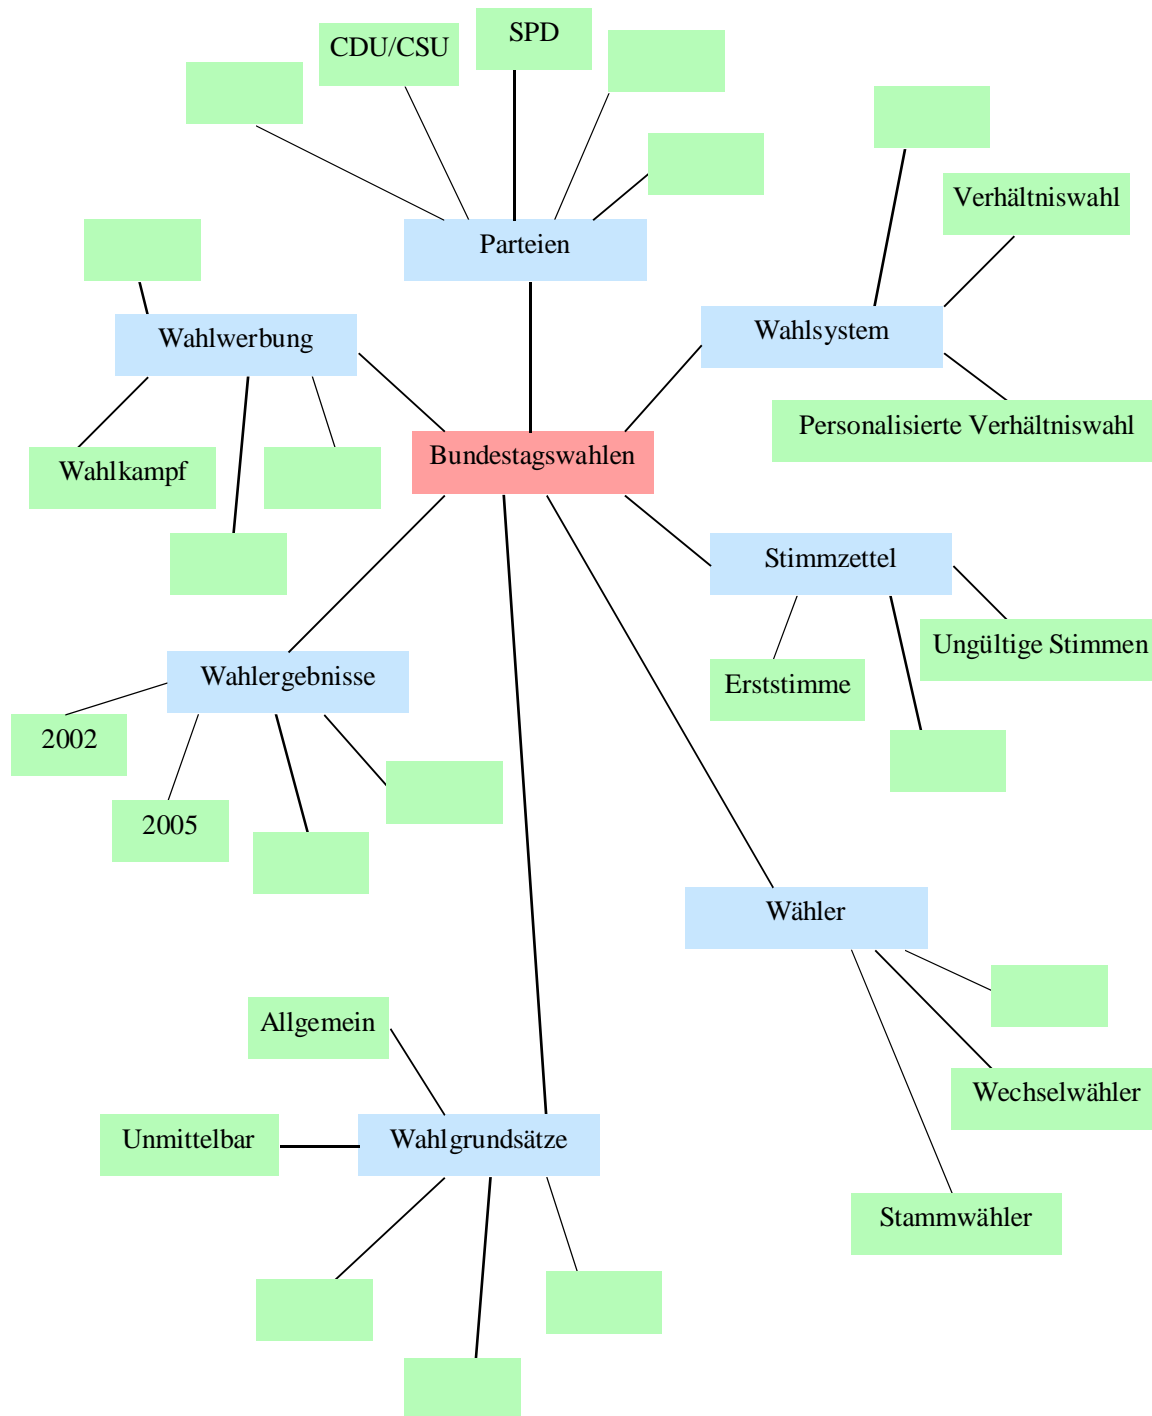 SPD
CDU/CSU
Verhältniswahl
Parteien
Wahlsystem
Wahlwerbung
Personalisierte Verhältniswahl
Bundestagswahlen
Wahlkampf
Stimmzettel
Ungültige Stimmen
Wahlergebnisse
Erststimme
2002
2005
Wähler
Allgemein
Wechselwähler
Unmittelbar
Wahlgrundsätze
Stammwähler